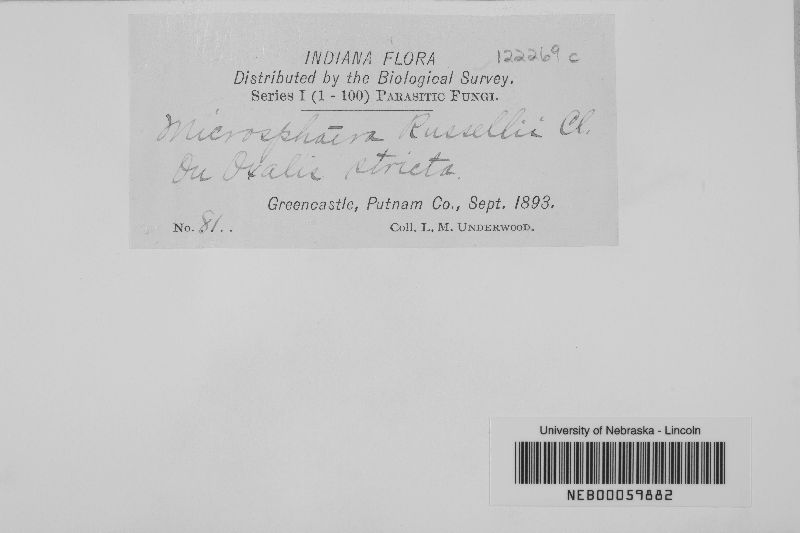 INDIANA FLORA 122269 c
Distributed by the Biological Survey.
Series I (1 - 100) PARASITIC FUNGI.
Microsphaera Russellii Cl.
On Oxalis stricta.
Greencastle, Putnam Co., Sept. 1893.
No. 81.. Coll. L. M. UNDERWOOD.
University of Nebraska - Lincoln
NEB00059882